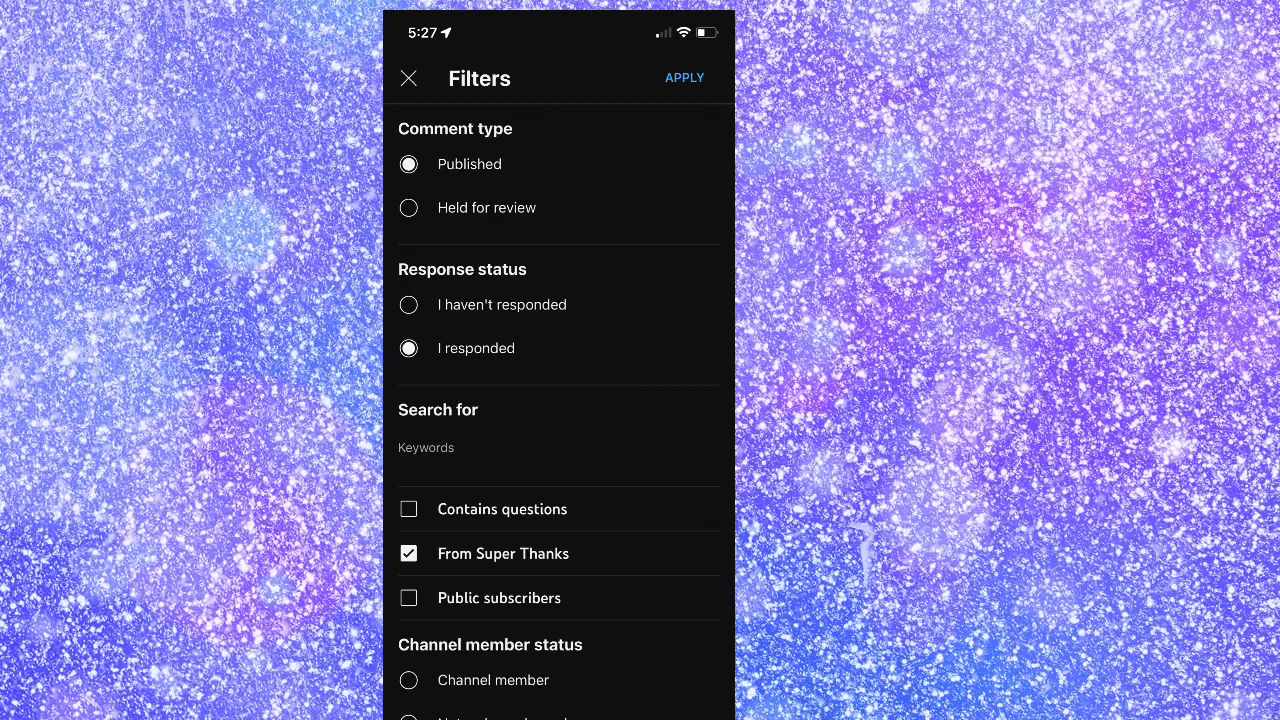 5:27
Filters
APPLY
Comment type
Published
Held for review
Response status
I haven't responded
I responded
Search for
Keywords
Contains questions
From Super Thanks
Public subscribers
Channel member status
Channel member